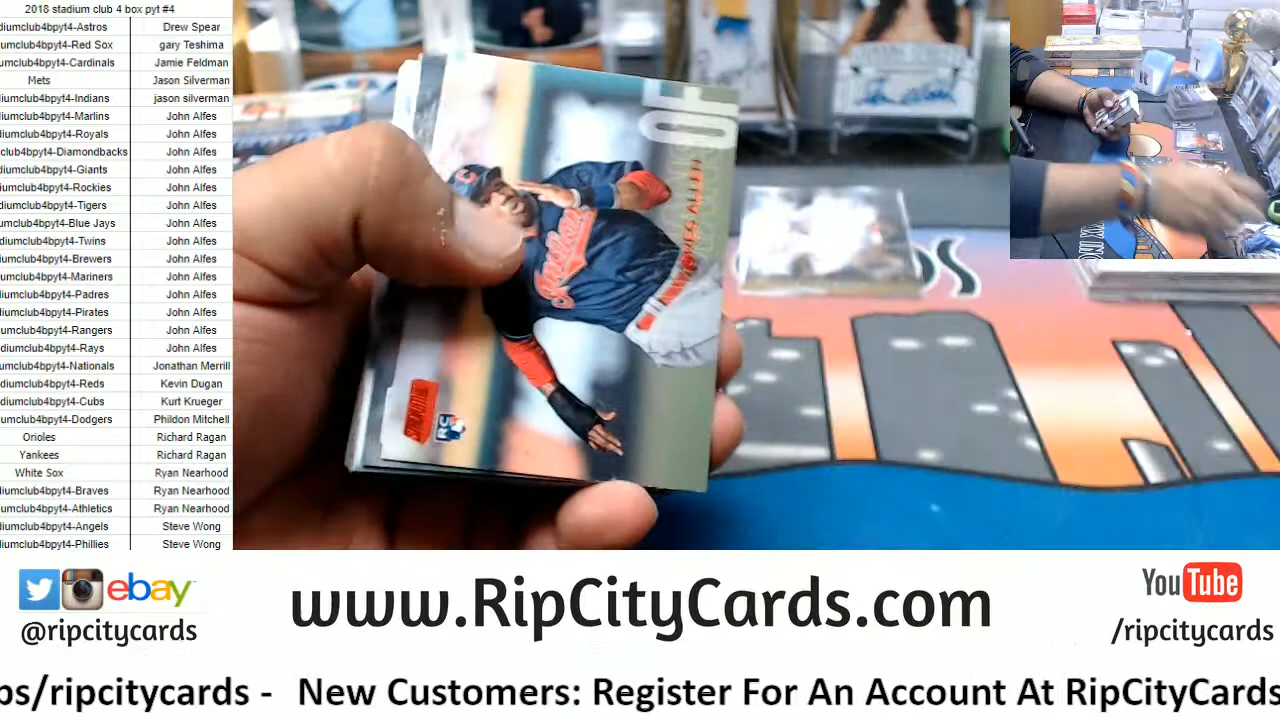 2018 stadium club 4 box pyt #4
diumclub4bpyt4-Astros Drew Spear
umclub4bpyt4-Red Sox gary Teshima
umclub4bpyt4-Cardinals Jamie Feldman
Mets Jason Silverman
diumclub4bpyt4-Indians jason silverman
diumclub4bpyt4-Marlins John Alfes
diumclub4bpyt4-Royals John Alfes
club4bpyt4-Diamondbacks John Alfes
diumclub4bpyt4-Giants John Alfes
iumclub4bpyt4-Rockies John Alfes
diumclub4bpyt4-Tigers John Alfes
umclub4bpyt4-Blue Jays John Alfes
diumclub4bpyt4-Twins John Alfes
iumclub4bpyt4-Brewers John Alfes
umclub4bpyt4-Mariners John Alfes
diumclub4bpyt4-Padres John Alfes
diumclub4bpyt4-Pirates John Alfes
iumclub4bpyt4-Rangers John Alfes
diumclub4bpyt4-Rays John Alfes
umclub4bpyt4-Nationals Jonathan Merrill
diumclub4bpyt4-Reds Kevin Dugan
diumclub4bpyt4-Cubs Kurt Krueger
umclub4bpyt4-Dodgers Phildon Mitchell
Orioles Richard Ragan
Yankees Richard Ragan
White Sox Ryan Nearhood
diumclub4bpyt4-Braves Ryan Nearhood
umclub4bpyt4-Athletics Ryan Nearhood
diumclub4bpyt4-Angels Steve Wong
iumclub4bpyt4-Phillies Steve Wong
OF
Indians
C
RC
ebay
@ripcitycards
www.RipCityCards.com
YouTube
/ripcitycards
os/ripcitycards - New Customers: Register For An Account At RipCityCards